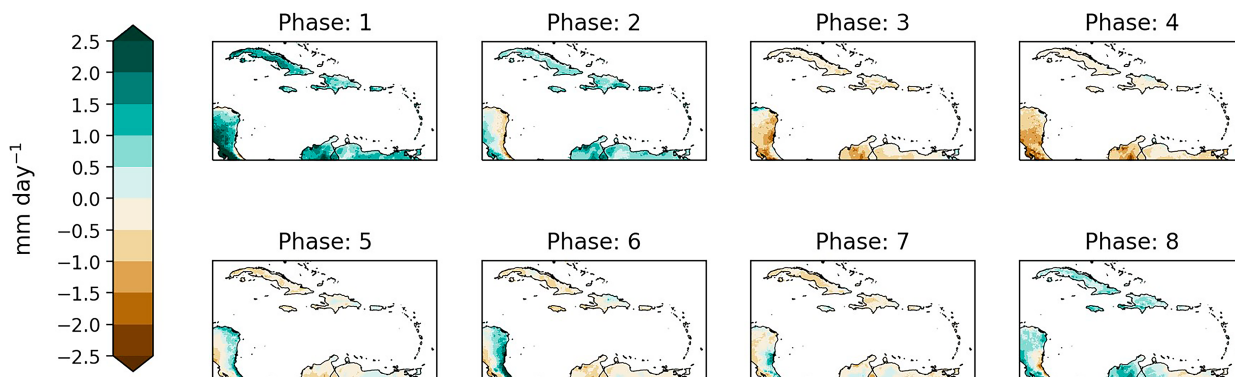 Phase: 1
Phase: 2
Phase: 3
Phase: 4
2.5
2.0
1.5
1.0
0.5
0.0
−0.5
−1.0
−1.5
−2.0
−2.5
mm day⁻¹
Phase: 5
Phase: 6
Phase: 7
Phase: 8